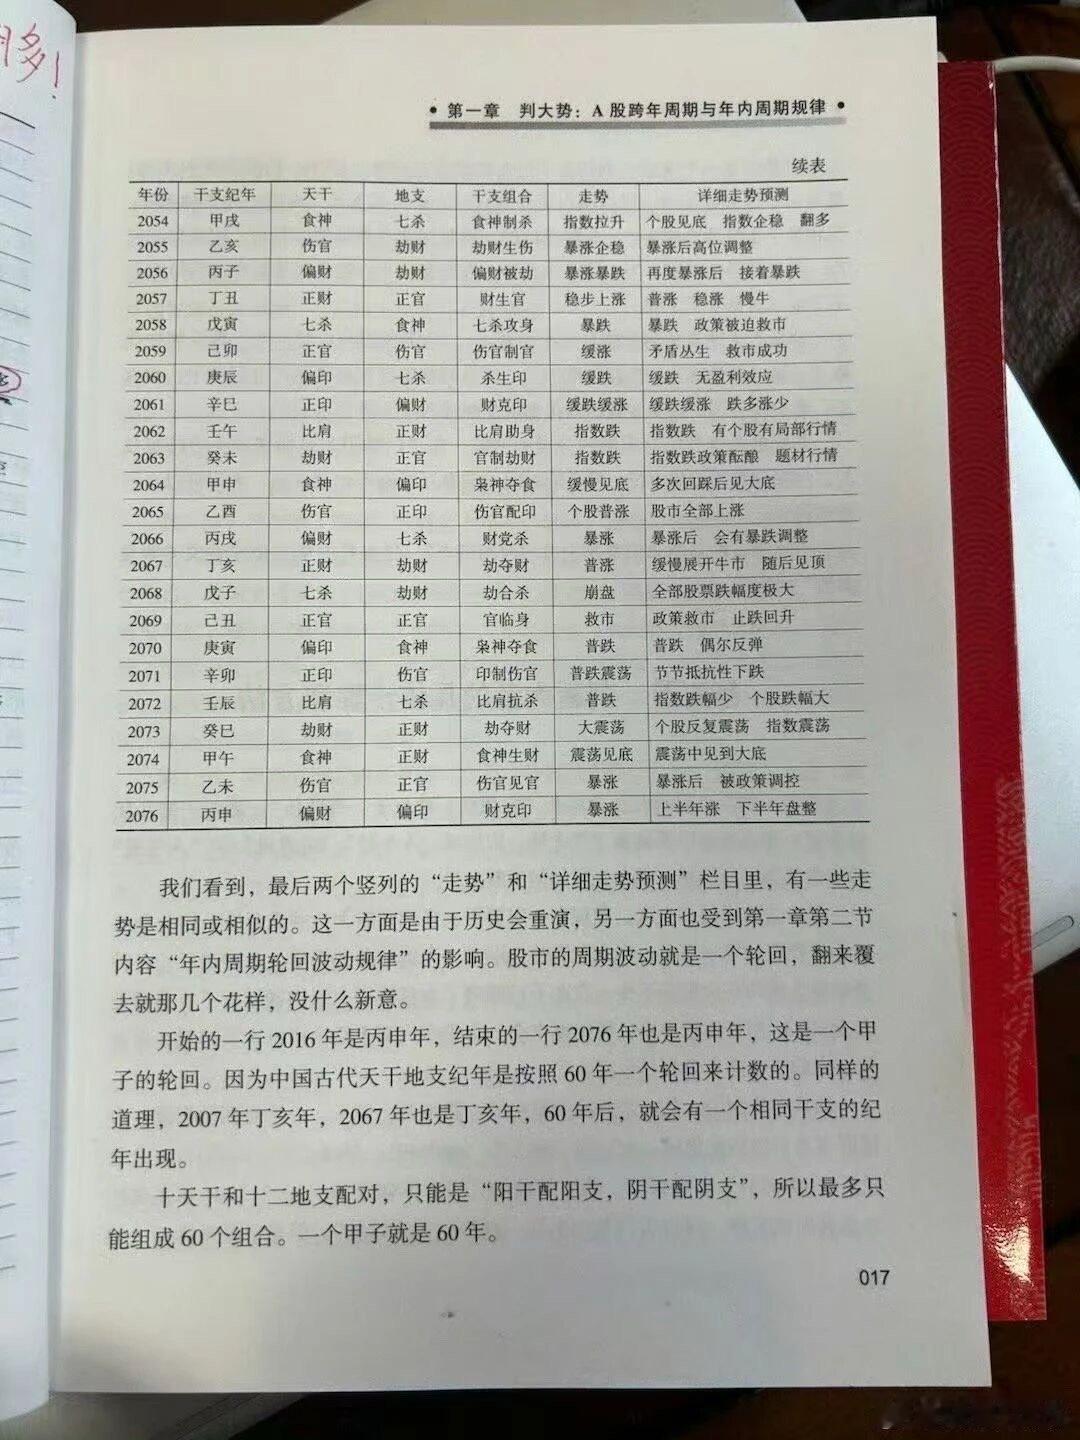 月多!
• 第一章 判大势：A股跨年周期与年内周期规律 •
续表
年份 干支纪年 天干 地支 干支组合 走势 详细走势预测
2054 甲戌 食神 七杀 食神制杀 指数拉升 个股见底 指数企稳 翻多
2055 乙亥 伤官 劫财 劫财生伤 暴涨企稳 暴涨后高位调整
2056 丙子 偏财 劫财 偏财被劫 暴涨暴跌 再度暴涨后 接着暴跌
2057 丁丑 正财 正官 财生官 稳步上涨 普涨 稳涨 慢牛
2058 戊寅 七杀 食神 七杀攻身 暴跌 暴跌 政策被迫救市
2059 己卯 正官 伤官 伤官制官 缓涨 矛盾丛生 救市成功
2060 庚辰 偏印 七杀 杀生印 缓跌 缓跌 无盈利效应
2061 辛巳 正印 偏财 财克印 缓跌缓涨 缓跌缓涨 跌多涨少
2062 壬午 比肩 正财 比肩助身 指数跌 指数跌 有个股有局部行情
2063 癸未 劫财 正官 官制劫财 指数跌 指数跌政策酝酿 题材行情
2064 甲申 食神 偏印 枭神夺食 缓慢见底 多次回踩后见大底
2065 乙酉 伤官 正印 伤官配印 个股普涨 股市全部上涨
2066 丙戌 偏财 七杀 财党杀 暴涨 暴涨后 会有暴跌调整
2067 丁亥 正财 劫财 劫夺财 普涨 缓慢展开牛市 随后见顶
2068 戊子 七杀 劫财 劫合杀 崩盘 全部股票跌幅度极大
2069 己丑 正官 正官 官临身 救市 政策救市 止跌回升
2070 庚寅 偏印 食神 枭神夺食 普跌 普跌 偶尔反弹
2071 辛卯 正印 伤官 印制伤官 普跌震荡 节节抵抗性下跌
2072 壬辰 比肩 七杀 比肩抗杀 普跌 指数跌幅少 个股跌幅大
2073 癸巳 劫财 正财 劫夺财 大震荡 个股反复震荡 指数震荡
2074 甲午 食神 正财 食神生财 震荡见底 震荡中见到大底
2075 乙未 伤官 正官 伤官见官 暴涨 暴涨后 被政策调控
2076 丙申 偏财 偏印 财克印 暴涨 上半年涨 下半年盘整
我们看到，最后两个竖列的“走势”和“详细走势预测”栏目里，有一些走
势是相同或相似的。这一方面是由于历史会重演，另一方面也受到第一章第二节
内容“年内周期轮回波动规律”的影响。股市的周期波动就是一个轮回，翻来覆
去就那几个花样，没什么新意。
开始的一行 2016 年是丙申年，结束的一行 2076 年也是丙申年，这是一个甲
子的轮回。因为中国古代天干地支纪年是按照 60 年一个轮回来计数的。同样的
道理，2007 年丁亥年，2067 年也是丁亥年，60 年后，就会有一个相同干支的纪
年出现。
十天干和十二地支配对，只能是“阳干配阳支，阴干配阴支”，所以最多只
能组成 60 个组合。一个甲子就是 60 年。
017